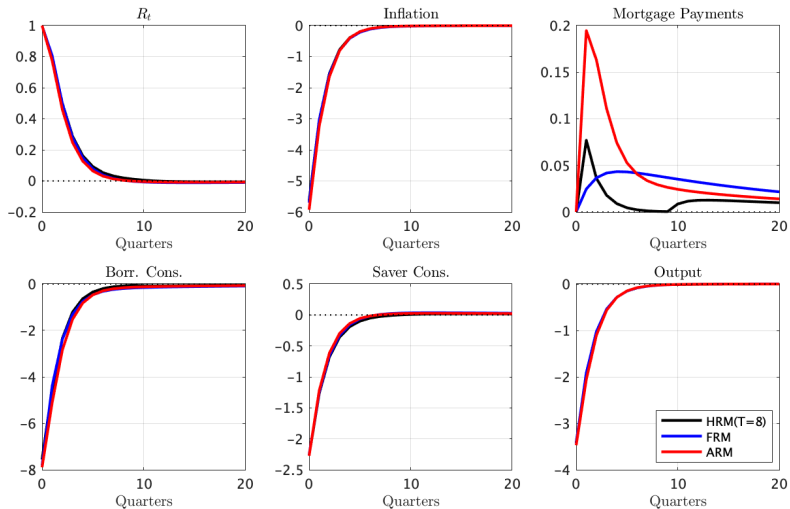 R_t
1
0.8
0.6
0.4
0.2
0
−0.2
0 10 20
Quarters
Inflation
0
−1
−2
−3
−4
−5
−6
0 10 20
Quarters
Mortgage Payments
0.2
0.15
0.1
0.05
0
0 10 20
Quarters
Borr. Cons.
0
−2
−4
−6
−8
0 10 20
Quarters
Saver Cons.
0.5
0
−0.5
−1
−1.5
−2
−2.5
0 10 20
Quarters
Output
0
−1
−2
−3
−4
0 10 20
Quarters
HRM(T=8)
FRM
ARM